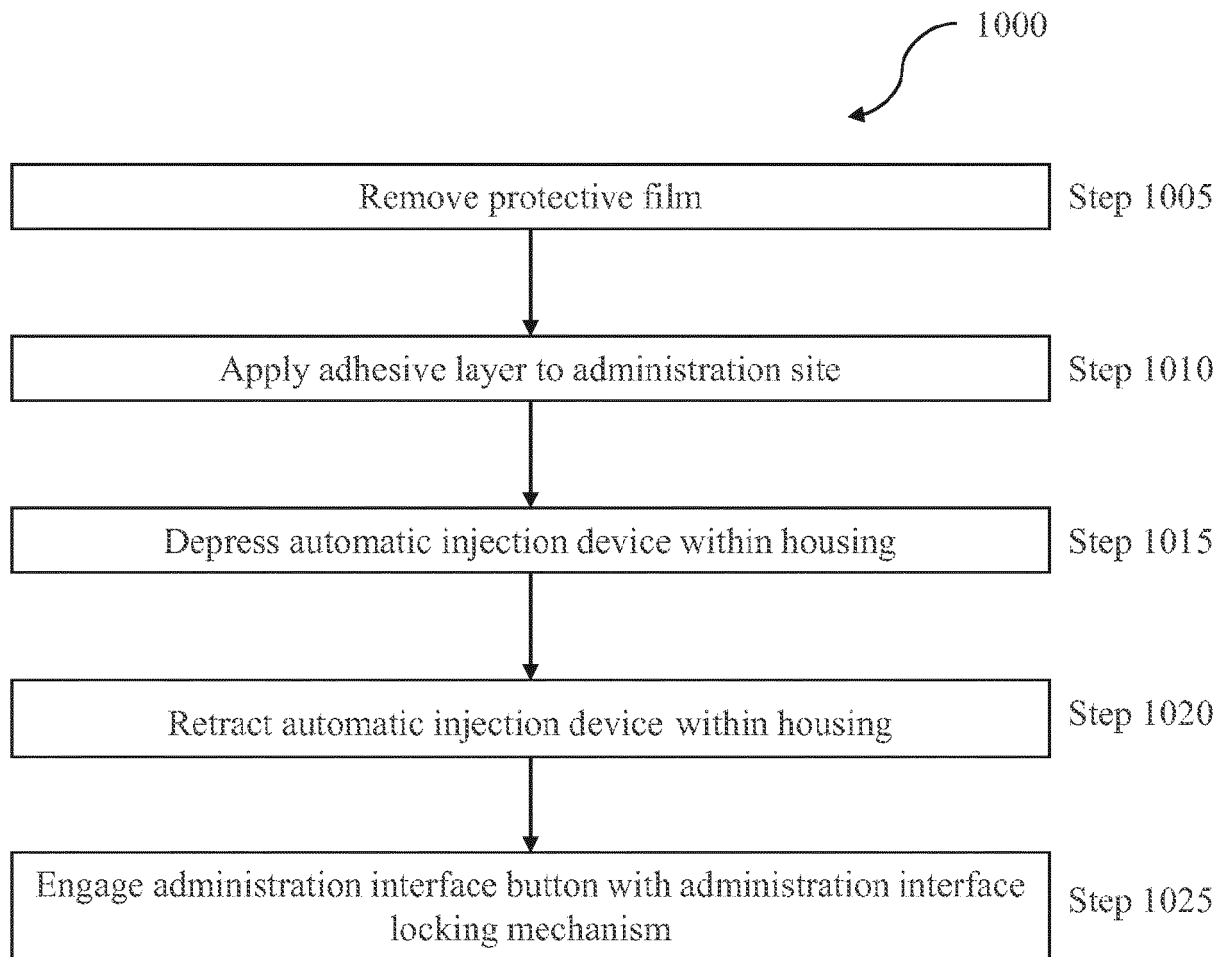 1000
Remove protective film
Step 1005
Apply adhesive layer to administration site
Step 1010
Depress automatic injection device within housing
Step 1015
Retract automatic injection device within housing
Step 1020
Engage administration interface button with administration interface
locking mechanism
Step 1025